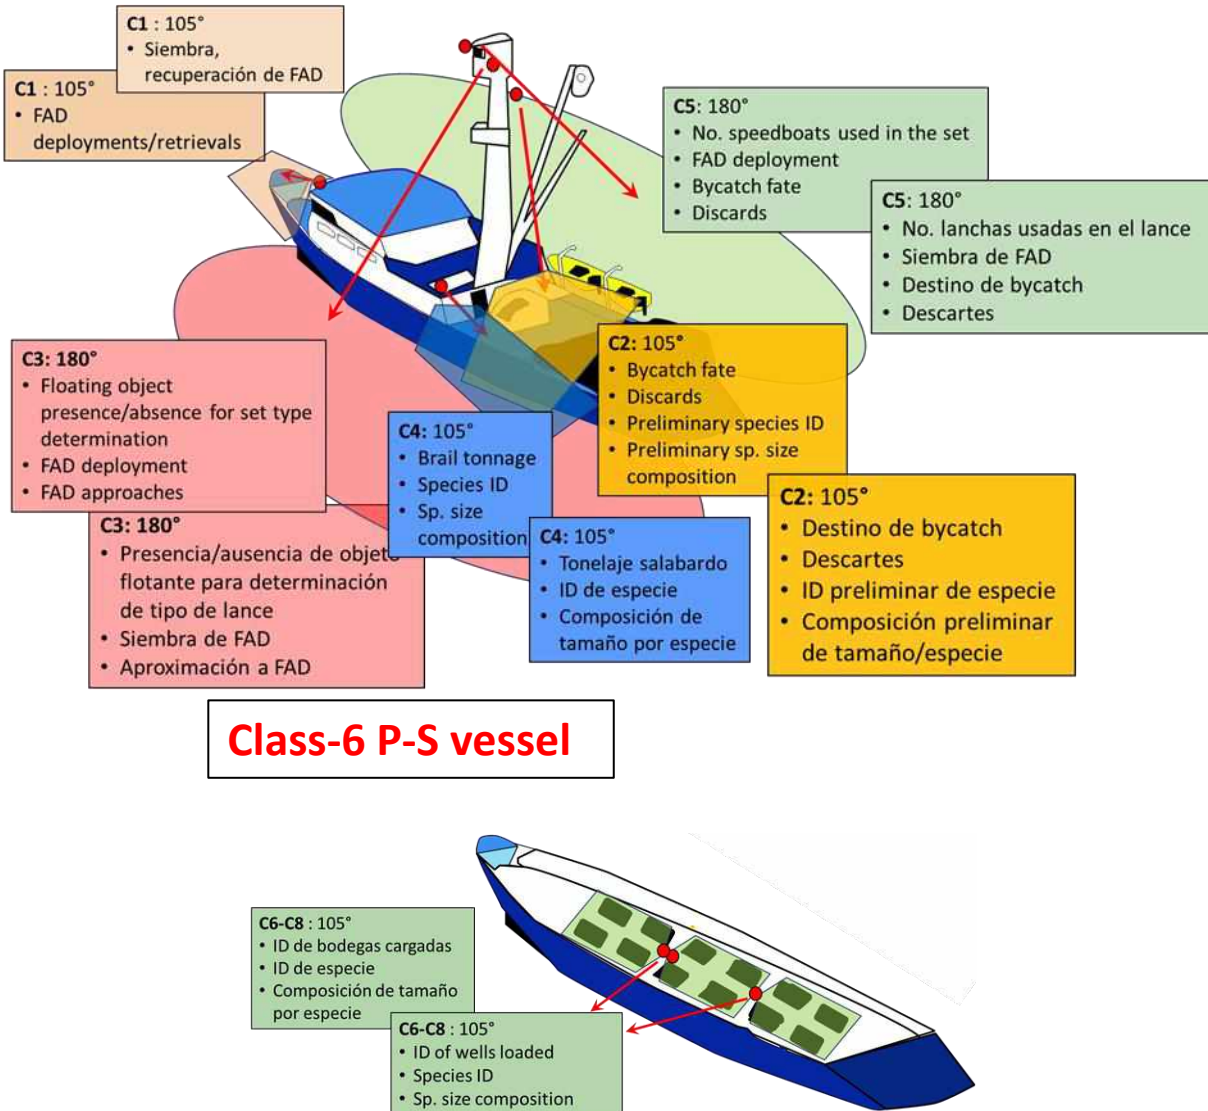 C1 : 105°
• Siembra,
recuperación de FAD
C1 : 105°
• FAD
deployments/retrievals
C5: 180°
• No. speedboats used in the set
• FAD deployment
• Bycatch fate
• Discards
C5: 180°
• No. lanchas usadas en el lance
• Siembra de FAD
• Destino de bycatch
• Descartes
C3: 180°
• Floating object
presence/absence for set type
determination
• FAD deployment
• FAD approaches
C2: 105°
• Bycatch fate
• Discards
• Preliminary species ID
• Preliminary sp. size
composition
C4: 105°
• Brail tonnage
• Species ID
• Sp. size
composition
C2: 105°
• Destino de bycatch
• Descartes
• ID preliminar de especie
• Composición preliminar
de tamaño/especie
C3: 180°
• Presencia/ausencia de objeto
flotante para determinación
de tipo de lance
• Siembra de FAD
• Aproximación a FAD
C4: 105°
• Tonelaje salabardo
• ID de especie
• Composición de
tamaño por especie
Class-6 P-S vessel
C6-C8 : 105°
• ID de bodegas cargadas
• ID de especie
• Composición de tamaño
por especie
C6-C8 : 105°
• ID of wells loaded
• Species ID
• Sp. size composition